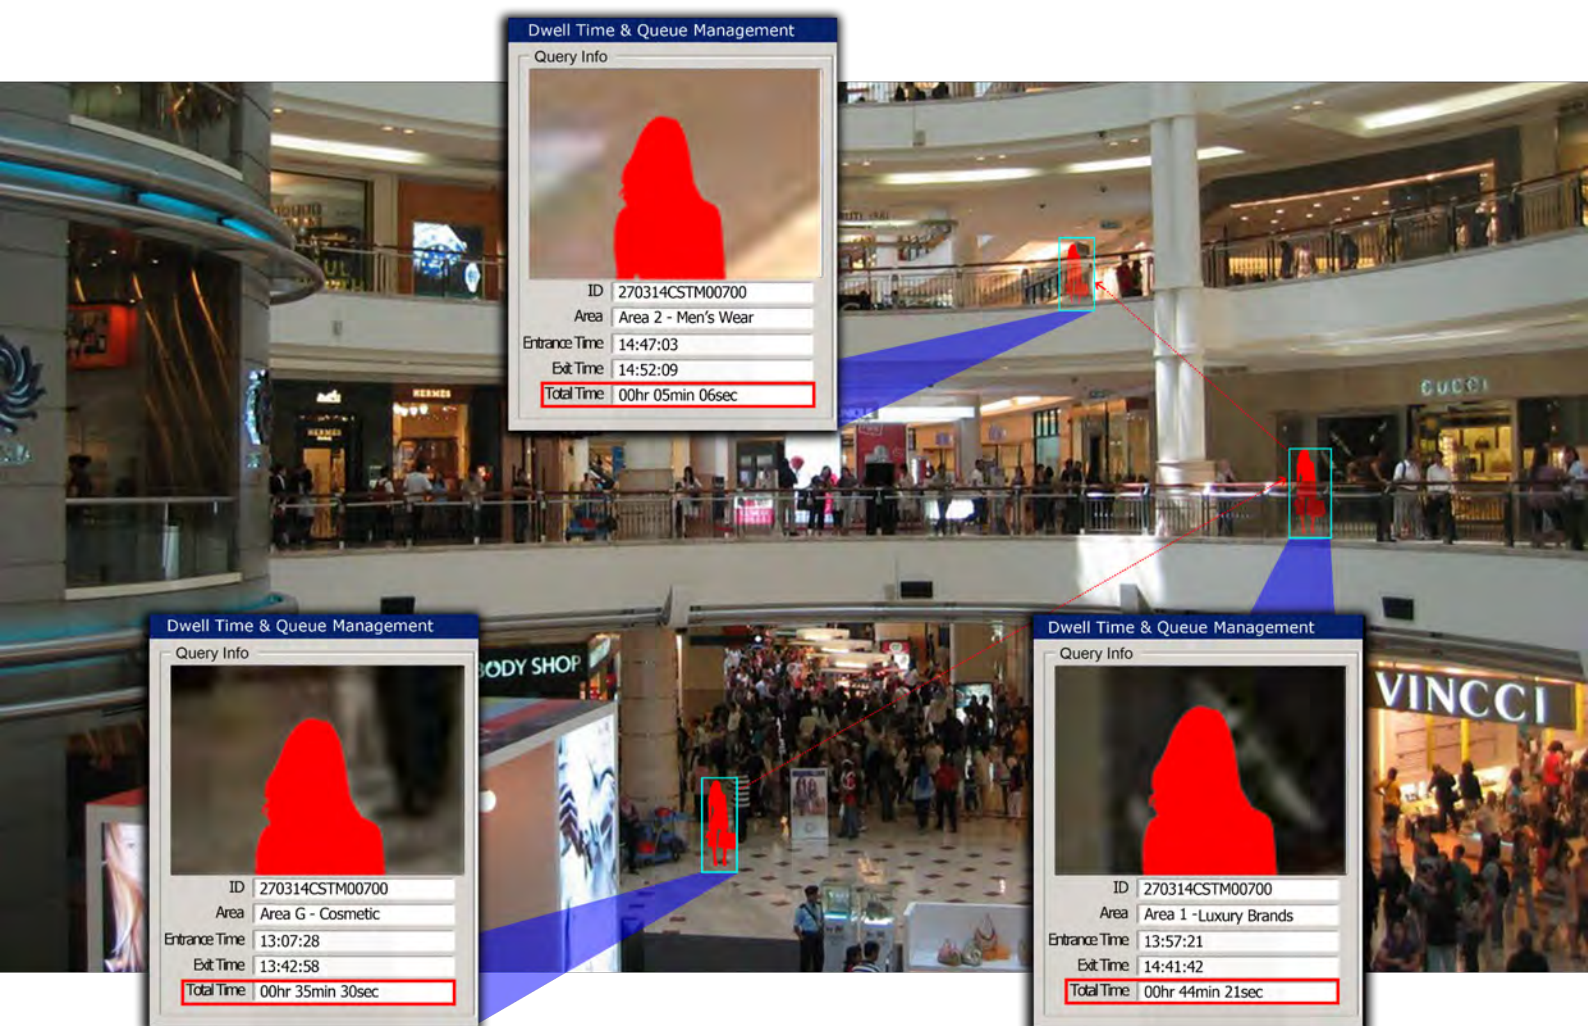 Dwell Time & Queue Management
Query Info
ID 270314CSTM00700
Area Area 2 - Men's Wear
Entrance Time 14:47:03
Exit Time 14:52:09
Total Time 00hr 05min 06sec
HERMES
HERMES
GUCCI
Dwell Time & Queue Management
Query Info
ID 270314CSTM00700
Area Area G - Cosmetic
Entrance Time 13:07:28
Exit Time 13:42:58
Total Time 00hr 35min 30sec
BODY SHOP
Dwell Time & Queue Management
Query Info
ID 270314CSTM00700
Area Area 1 -Luxury Brands
Entrance Time 13:57:21
Exit Time 14:41:42
Total Time 00hr 44min 21sec
VINCCI